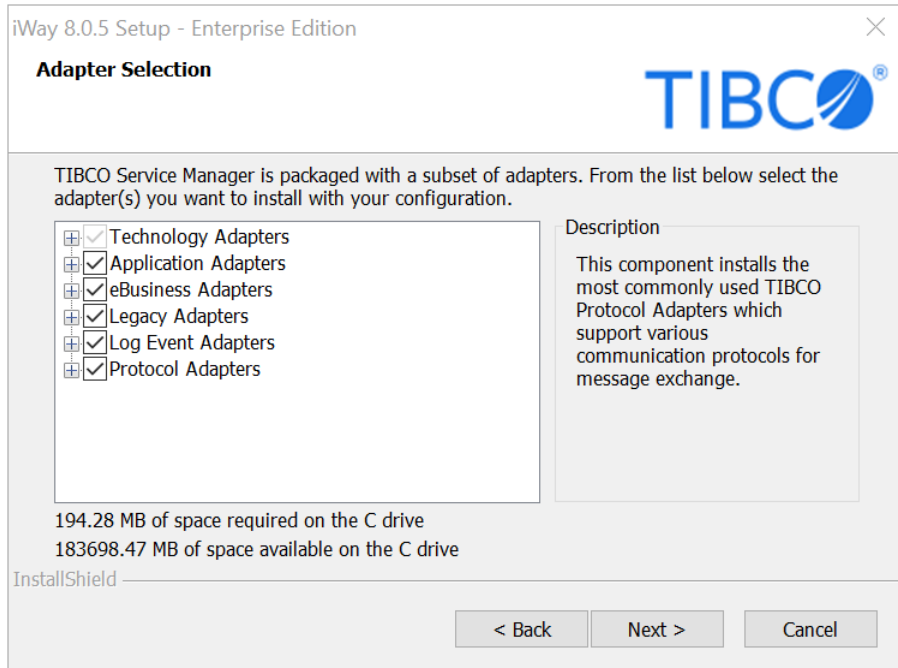 iWay 8.0.5 Setup - Enterprise Edition
Adapter Selection
TIBCO®
TIBCO Service Manager is packaged with a subset of adapters. From the list below select the
adapter(s) you want to install with your configuration.
Technology Adapters
Application Adapters
eBusiness Adapters
Legacy Adapters
Log Event Adapters
Protocol Adapters
Description
This component installs the
most commonly used TIBCO
Protocol Adapters which
support various
communication protocols for
message exchange.
194.28 MB of space required on the C drive
183698.47 MB of space available on the C drive
InstallShield
< Back
Next >
Cancel